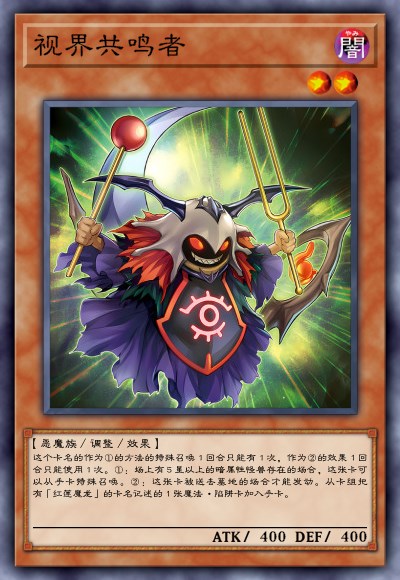 视界共鸣者
闇
やみ
【恶魔族／调整／效果】
这个卡名的作为①的方法的特殊召唤1回合只能有1次，作为②的效果1回
合只能使用1次。①：场上有5星以上的暗属性怪兽存在的场合，这张卡可
以从手卡特殊召唤。②：这张卡被送去墓地的场合才能发动。从卡组把
有「红莲魔龙」的卡名记述的1张魔法·陷阱卡加入手卡。
ATK/ 400 DEF/ 400